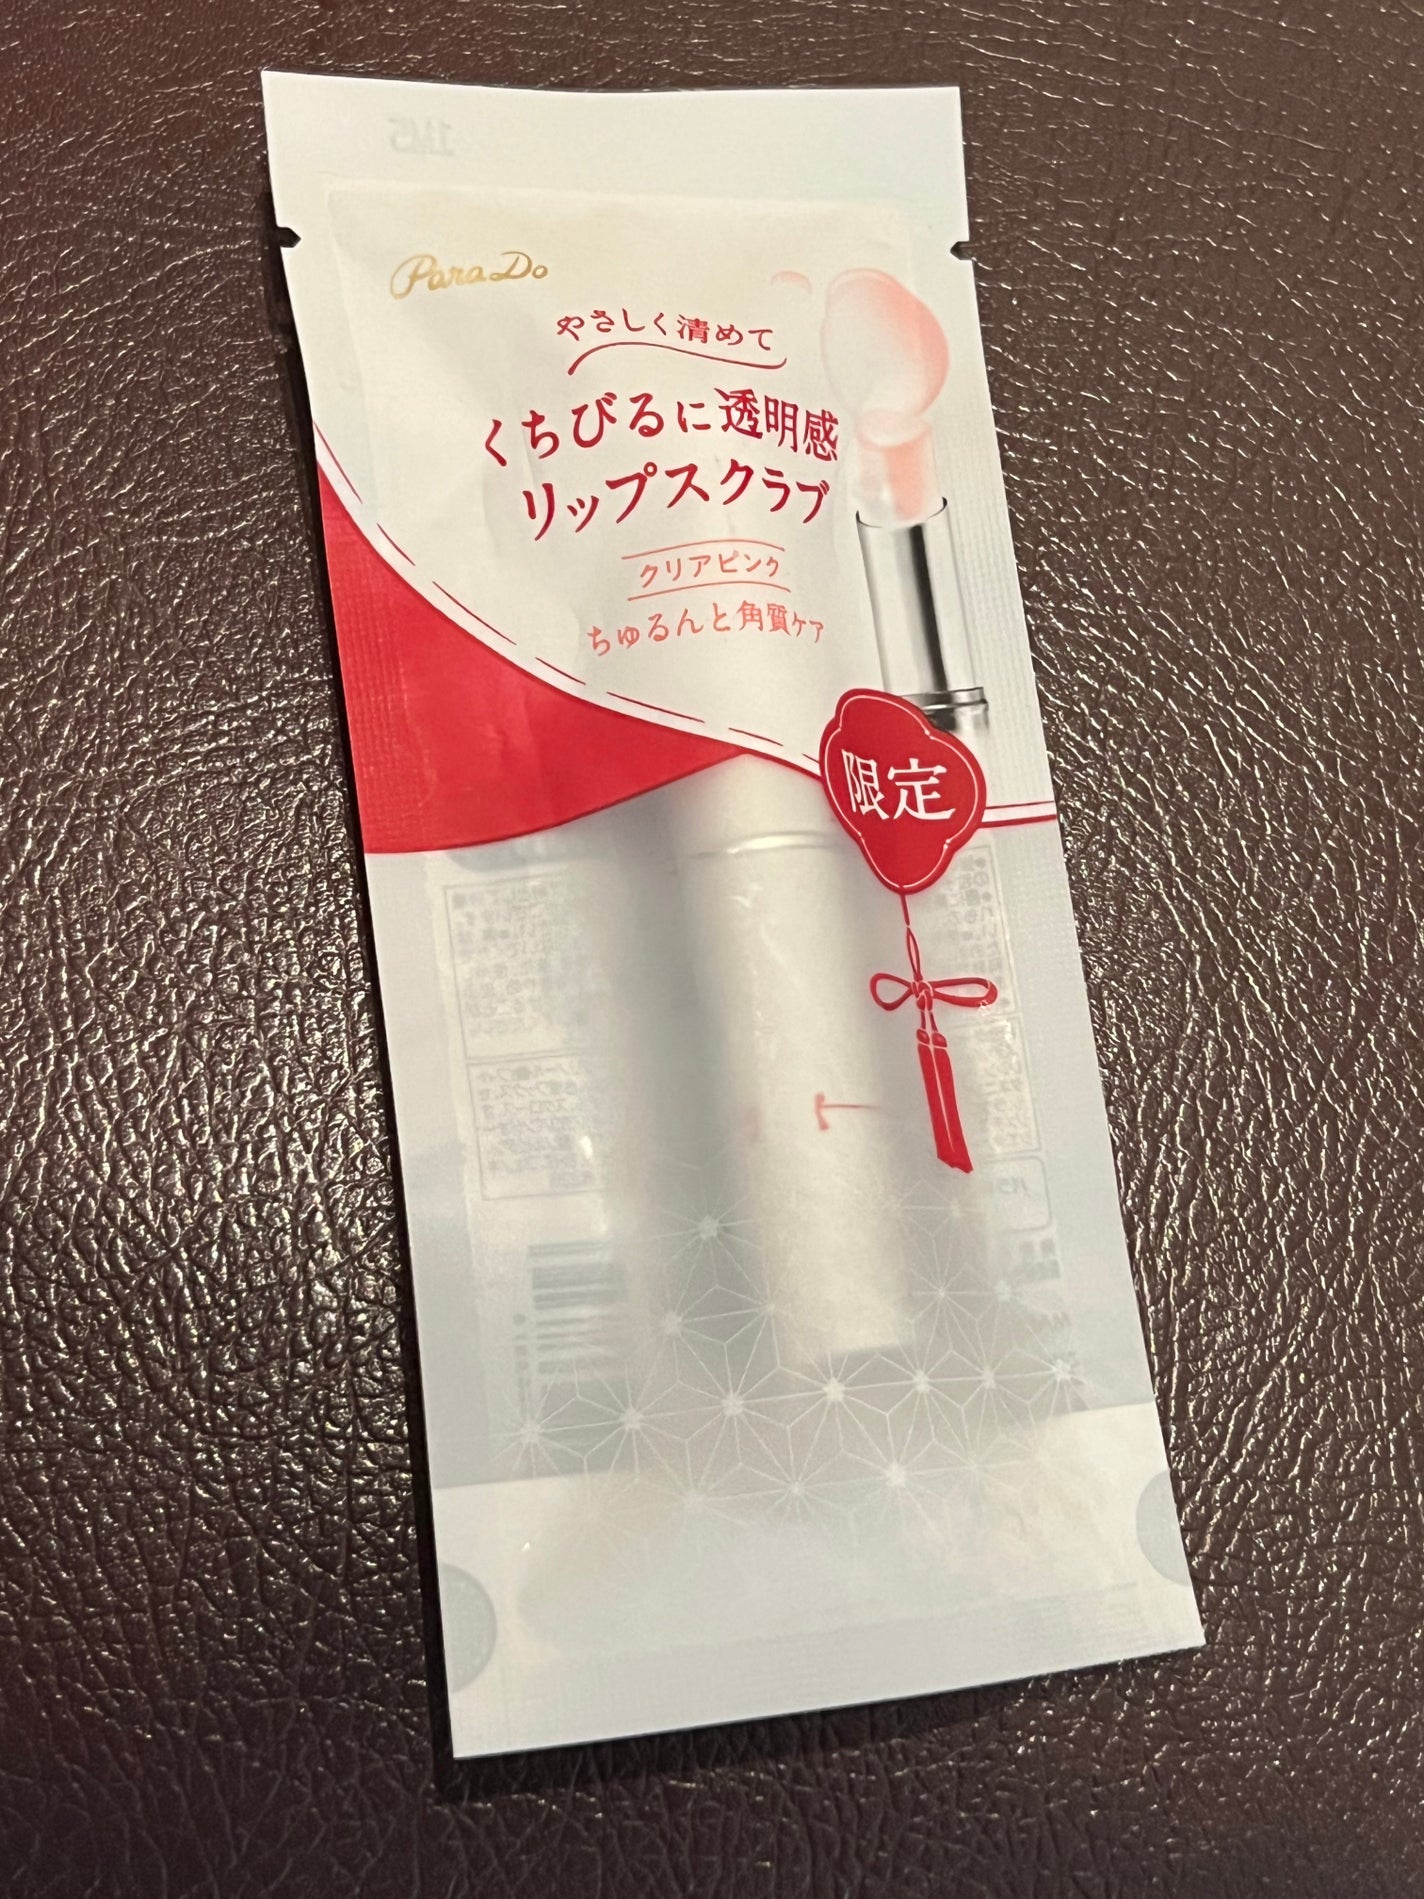 ParaDo
やさしく清めて
くちびるに透明感
リップスクラブ
クリアピンク
ちゅるんと角質ケア
限定